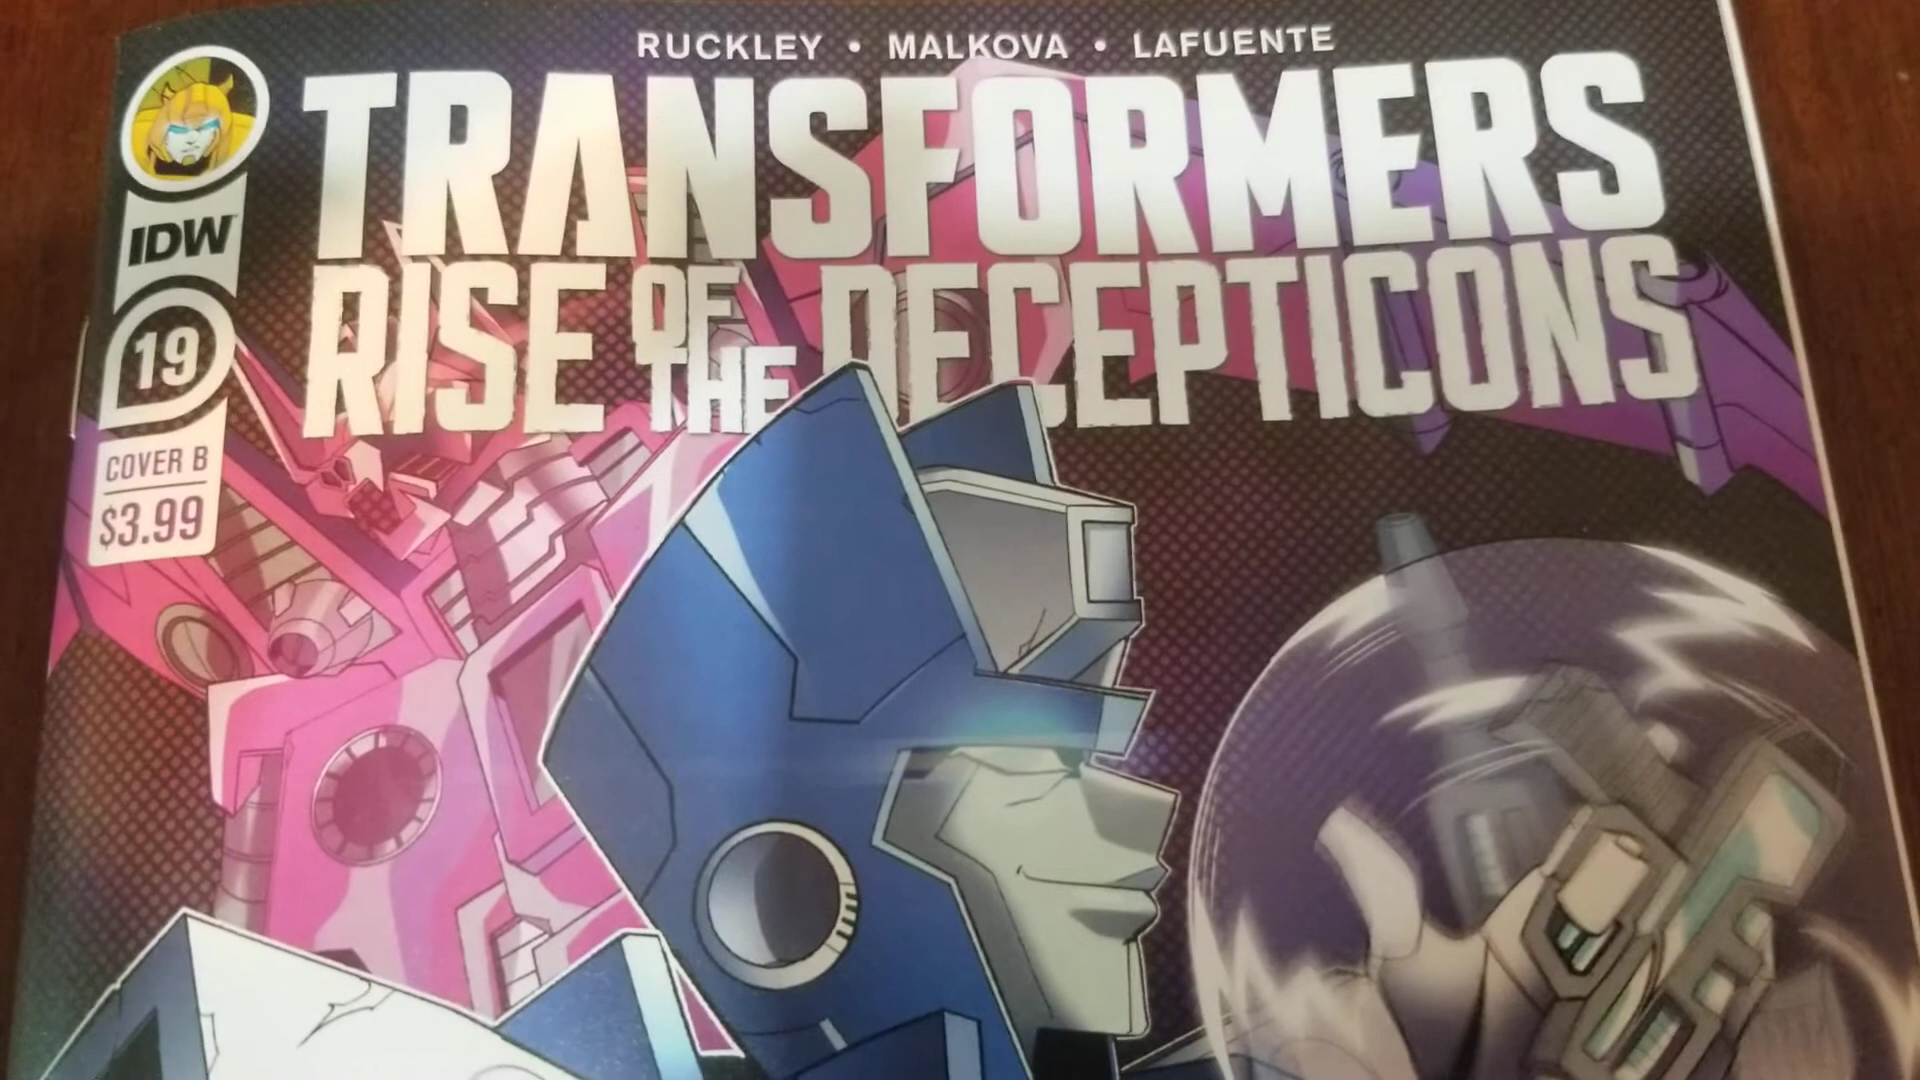 RUCKLEY • MALKOVA • LAFUENTE
TRANSFORMERS
RISE OF THE DECEPTICONS
IDW
19
COVER B
$3.99